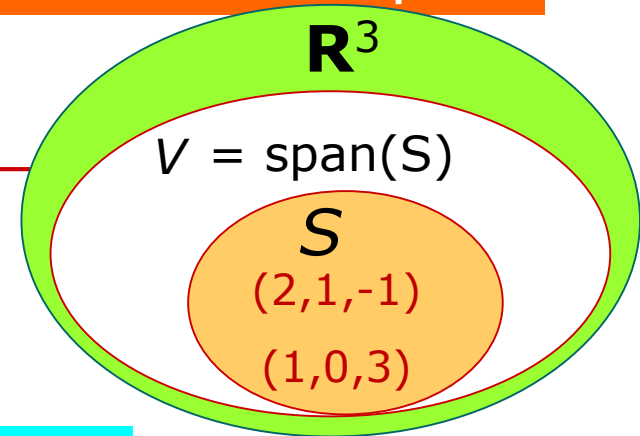 R³
V = span(S)
S
(2,1,-1)
(1,0,3)